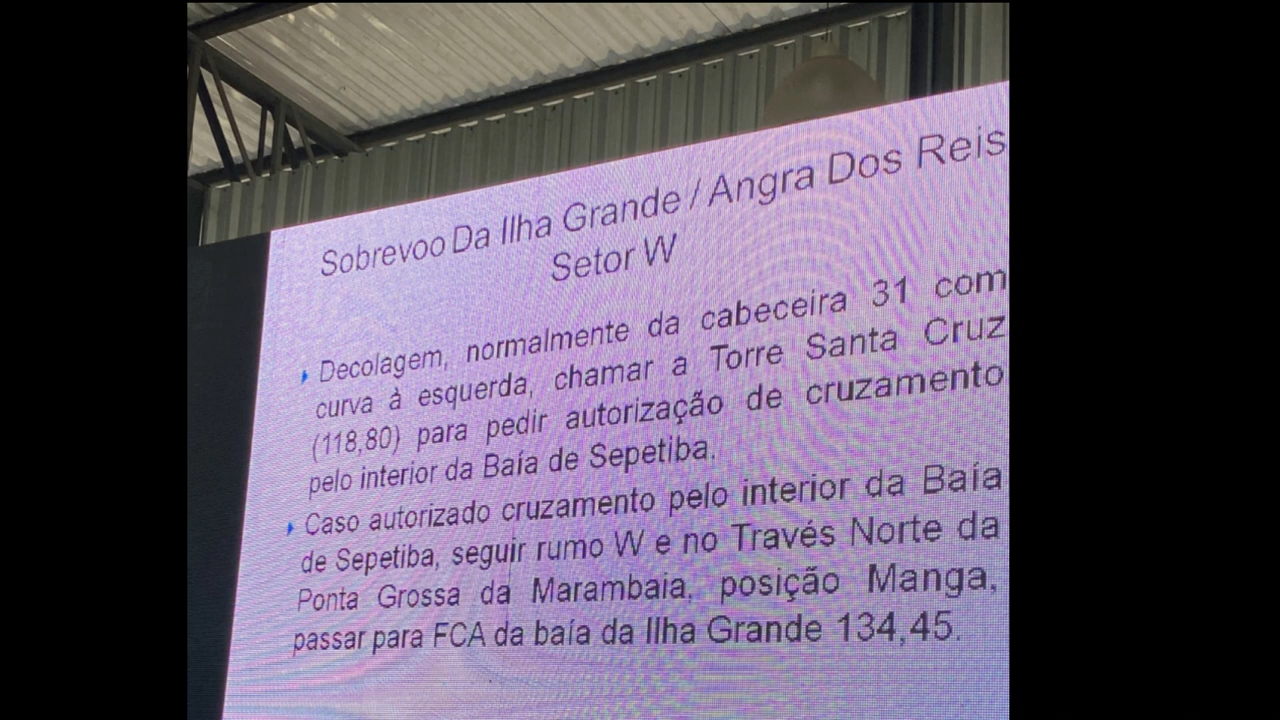 Sobrevoo Da Ilha Grande / Angra Dos Reis
Setor W
Decolagem, normalmente da cabeceira 31 com
curva à esquerda, chamar a Torre Santa Cruz
(118,80) para pedir autorização de cruzamento
pelo interior da Baía de Sepetiba.
Caso autorizado cruzamento pelo interior da Baía
de Sepetiba, seguir rumo W e no Través Norte da
Ponta Grossa da Marambaia, posição Manga,
passar para FCA da baía da Ilha Grande 134,45.